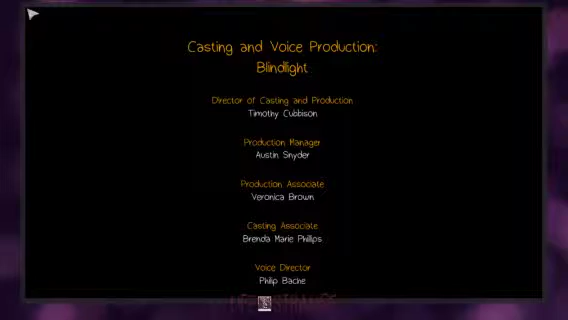 Casting and Voice Production:
Blindlight
Director of Casting and Production
Timothy Cubbison
Production Manager
Austin Snyder
Production Associate
Veronica Brown
Casting Associate
Brenda Marie Phillips
Voice Director
Philip Bache